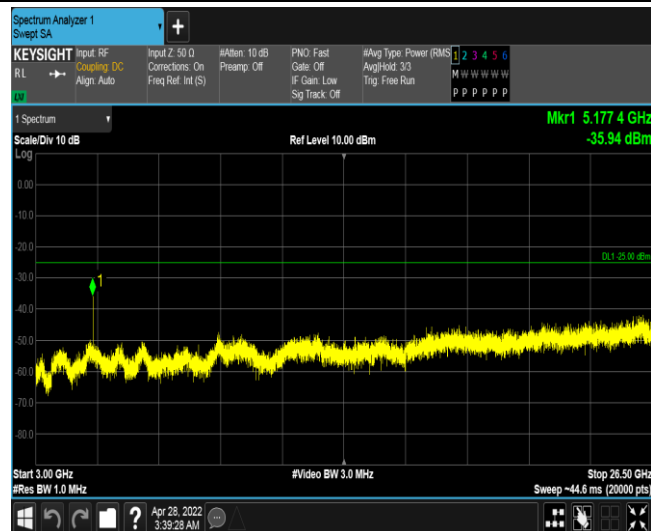 Spectrum Analyzer 1
Swept SA
+
KEYSIGHT
RL
Input: RF
Coupling: DC
Align: Auto
Input Z: 50 Ω
Corrections: On
Freq Ref: Int (S)
#Atten: 10 dB
Preamp: Off
PNO: Fast
Gate: Off
IF Gain: Low
Sig Track: Off
#Avg Type: Power (RMS
Avg|Hold: 3/3
Trig: Free Run
1 2 3 4 5 6
M W W W W W
P P P P P P
1 Spectrum
Scale/Div 10 dB
Ref Level 10.00 dBm
Mkr1 5.177 4 GHz
-35.94 dBm
Log
0.00
-10.0
-20.0
DL1 -25.00 dBm
-30.0
1
-40.0
-50.0
-60.0
-70.0
-80.0
Start 3.00 GHz
#Res BW 1.0 MHz
#Video BW 3.0 MHz
Stop 26.50 GHz
Sweep ~44.6 ms (20000 pts)
?
Apr 28, 2022
3:39:28 AM